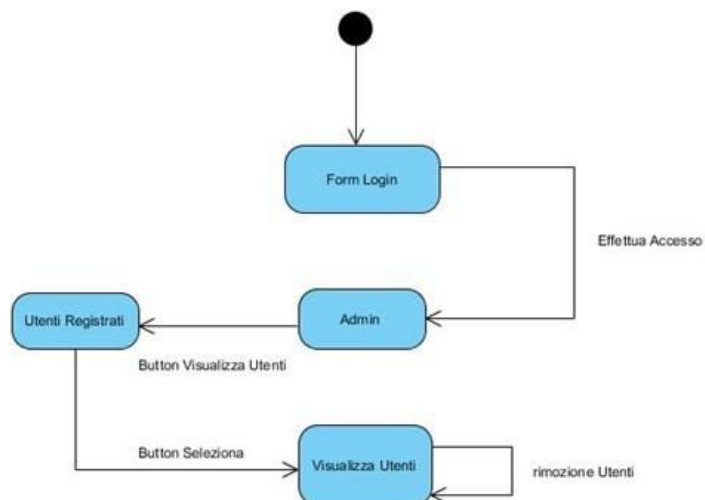 Form Login
Effettua Accesso
Utenti Registrati
Admin
Button Visualizza Utenti
Button Seleziona
Visualizza Utenti
rimozione Utenti